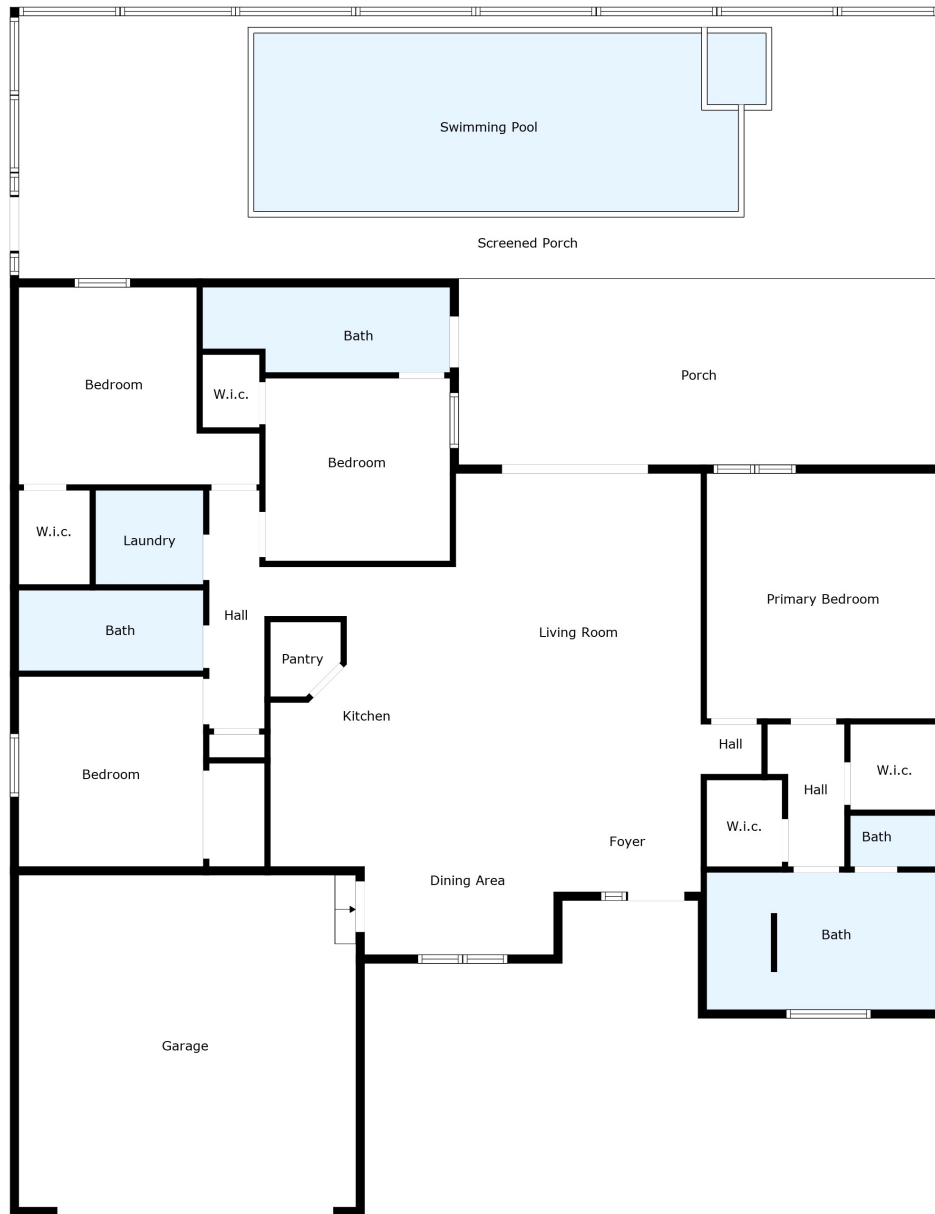 Swimming Pool
Screened Porch
Bath
Porch
Bedroom
W.i.c.
Bedroom
W.i.c.
Laundry
Primary Bedroom
Hall
Bath
Living Room
Pantry
Kitchen
Hall
W.i.c.
Bedroom
Hall
W.i.c.
Foyer
Bath
Dining Area
Bath
Garage